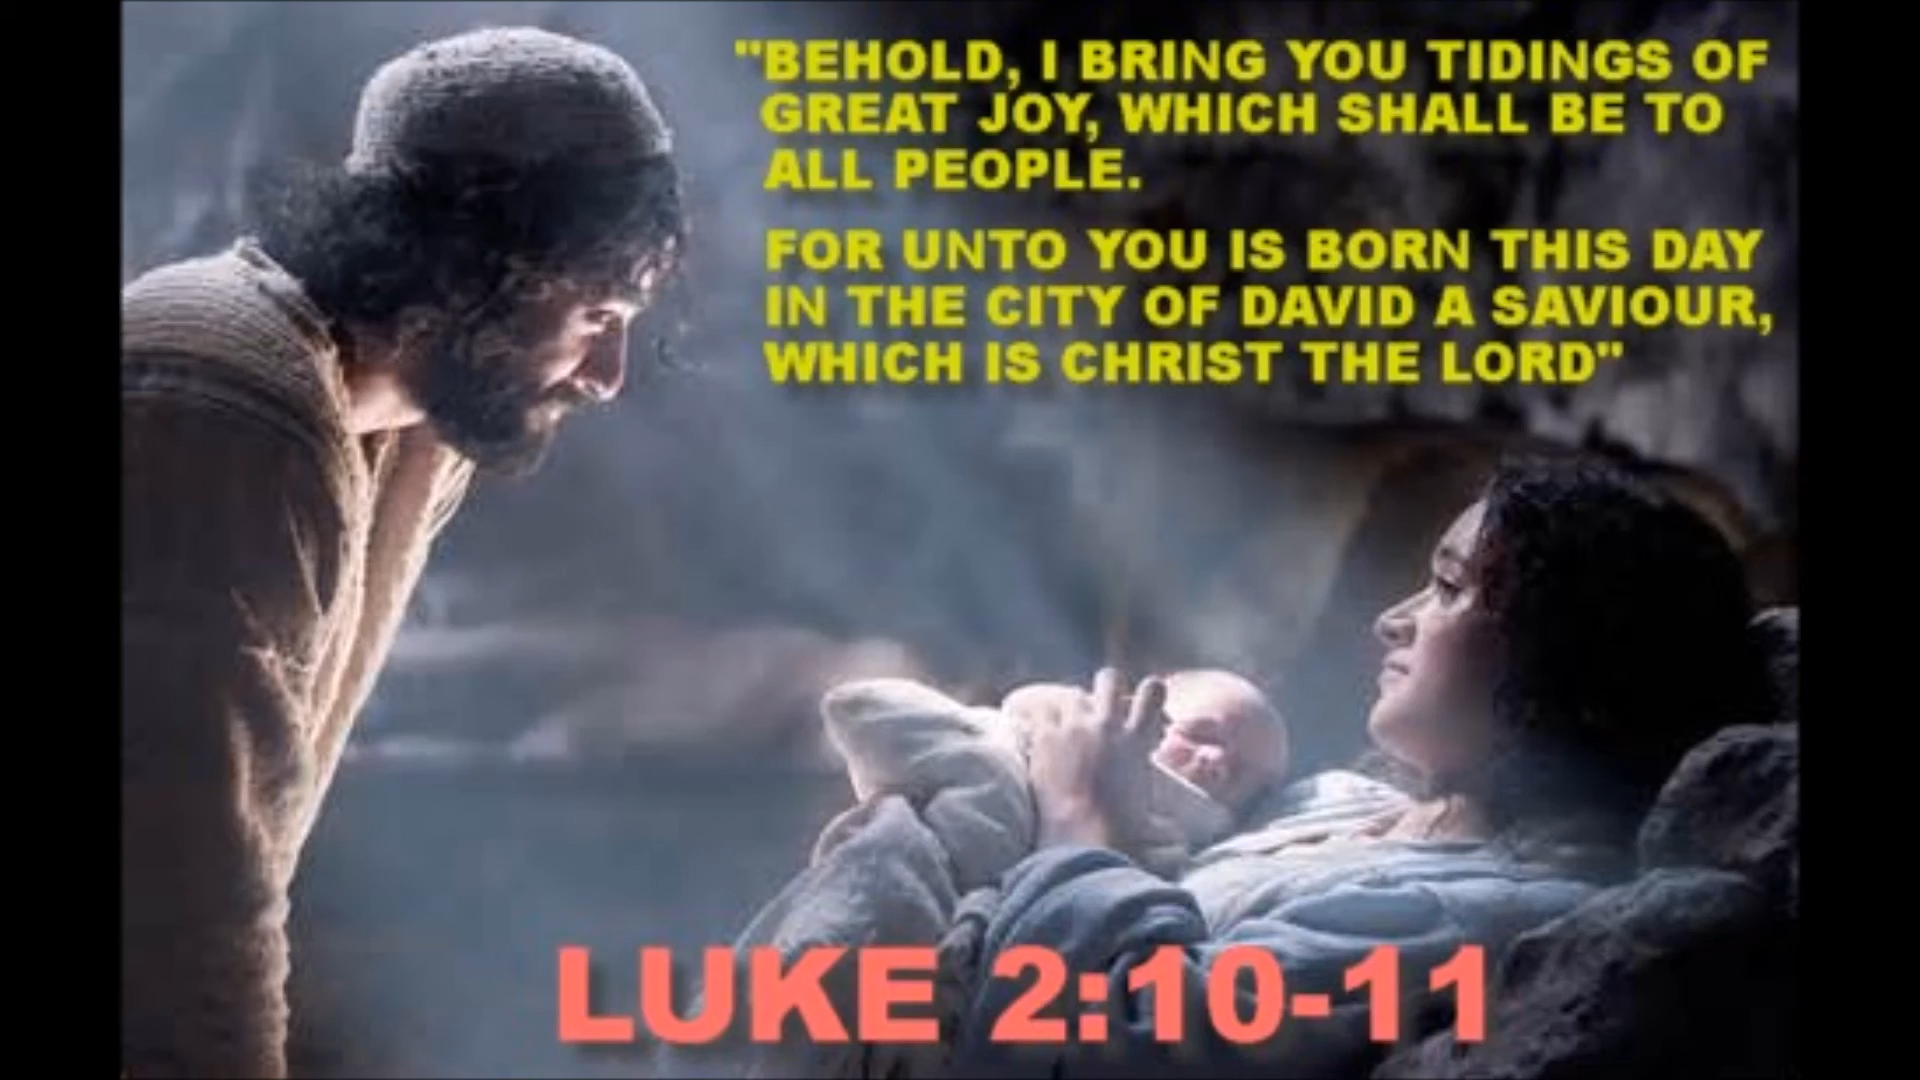 "BEHOLD, I BRING YOU TIDINGS OF
GREAT JOY, WHICH SHALL BE TO
ALL PEOPLE.
FOR UNTO YOU IS BORN THIS DAY
IN THE CITY OF DAVID A SAVIOUR,
WHICH IS CHRIST THE LORD"
LUKE 2:10-11